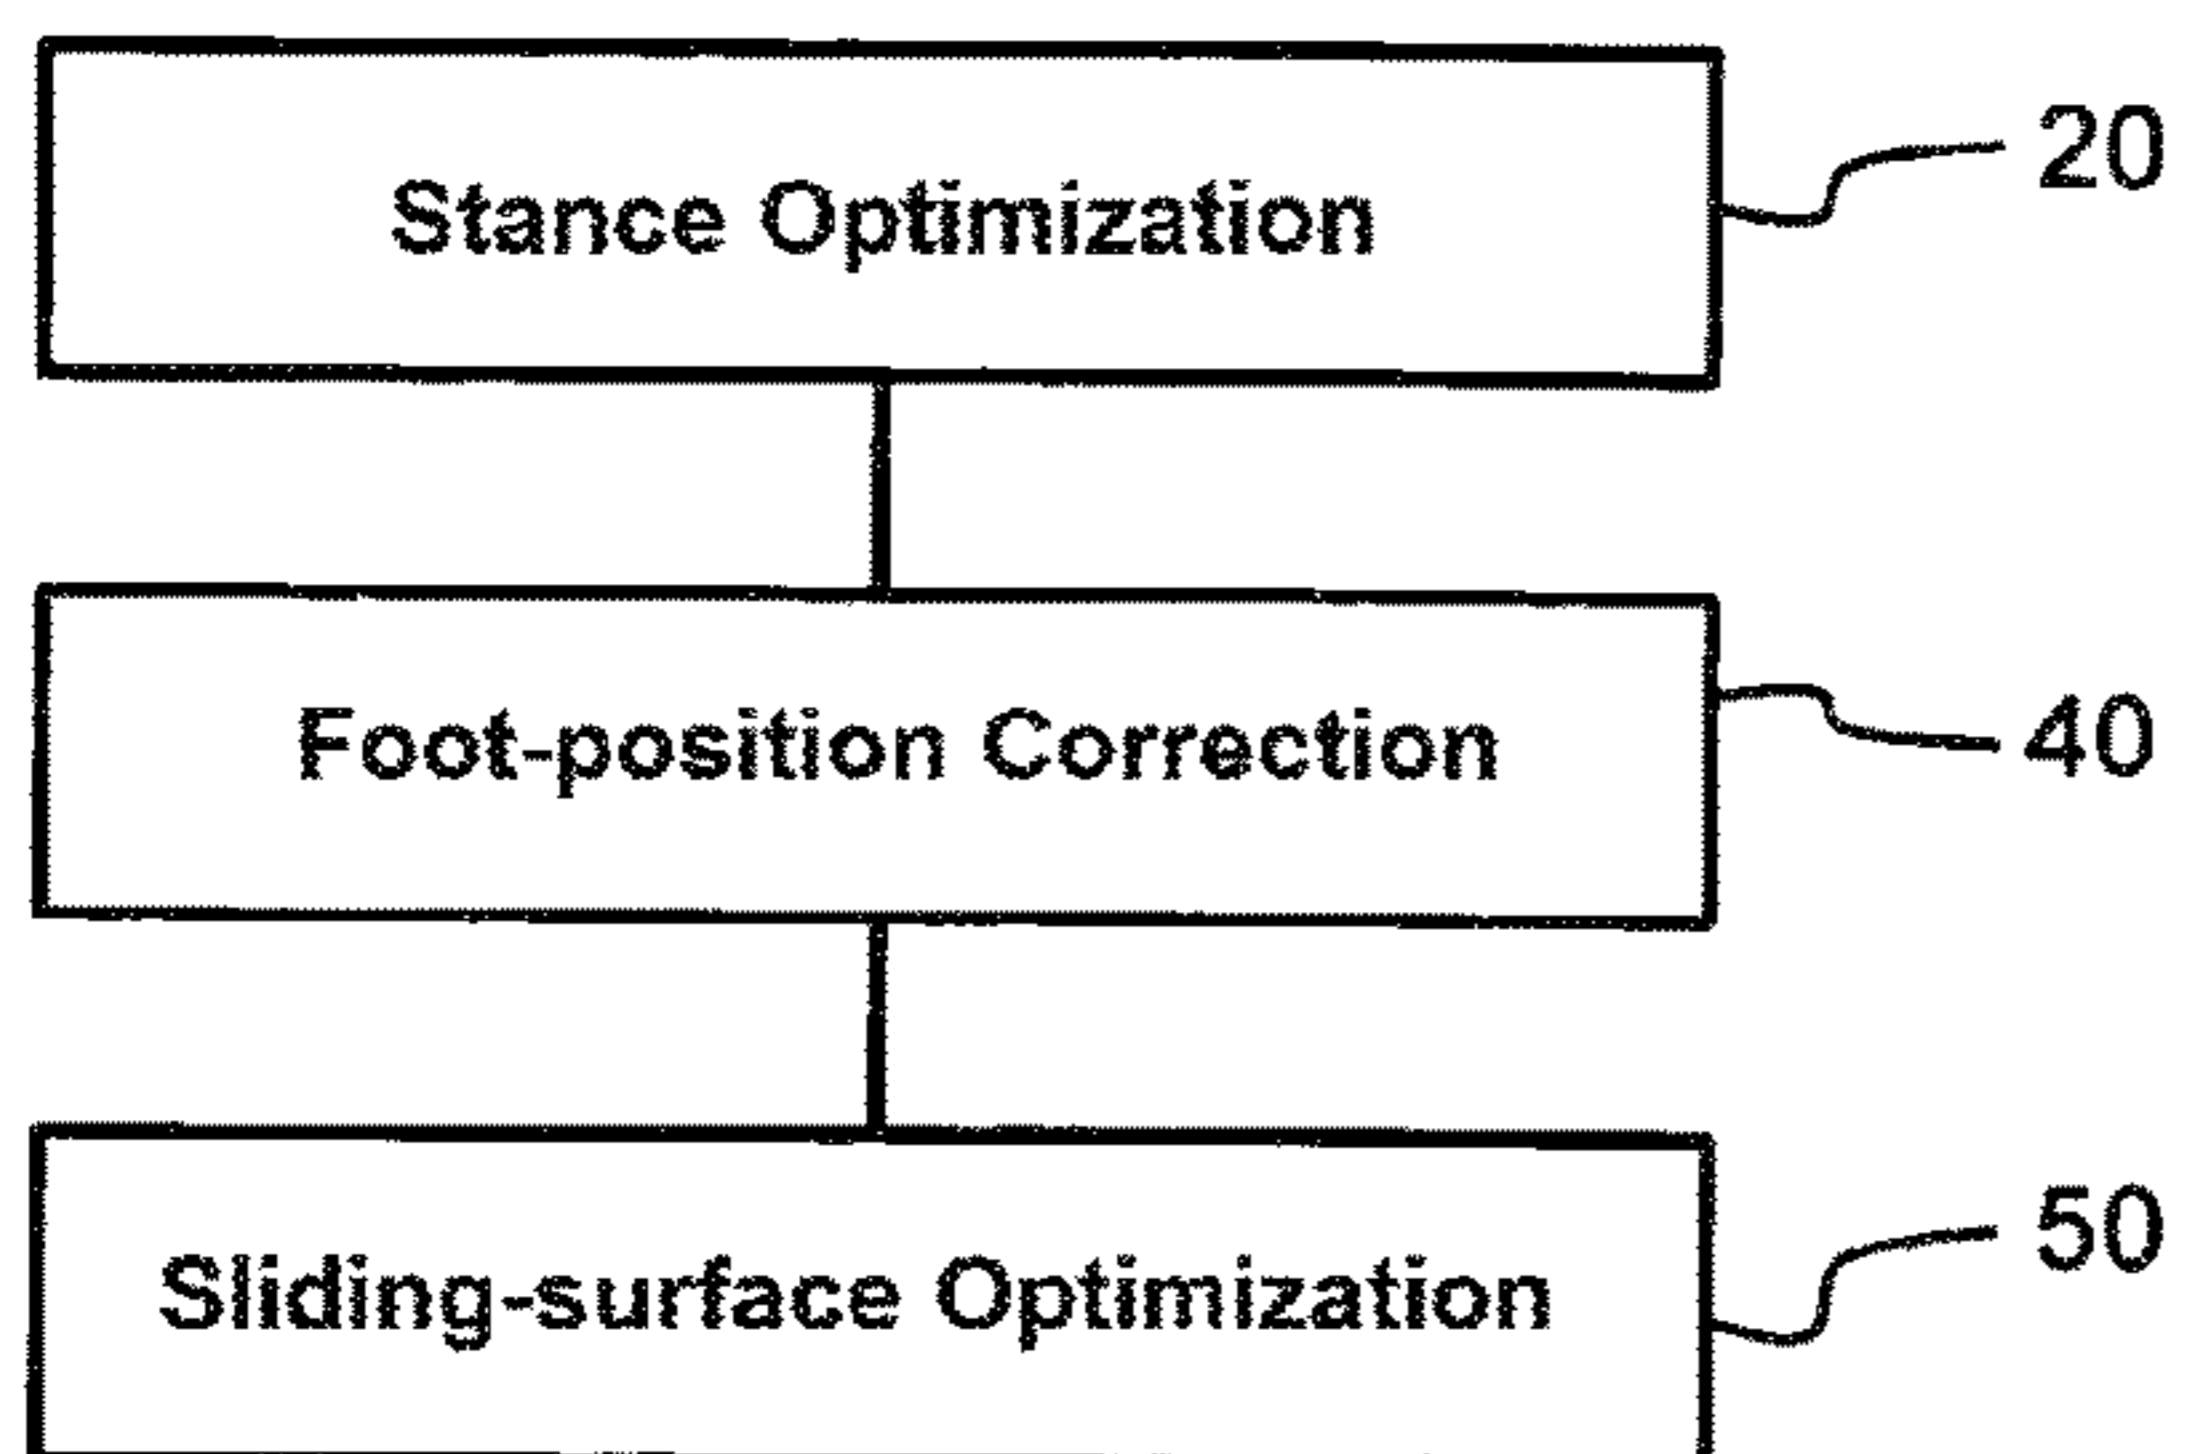 Stance Optimization
20
Foot-position Correction
40
Sliding-surface Optimization
50